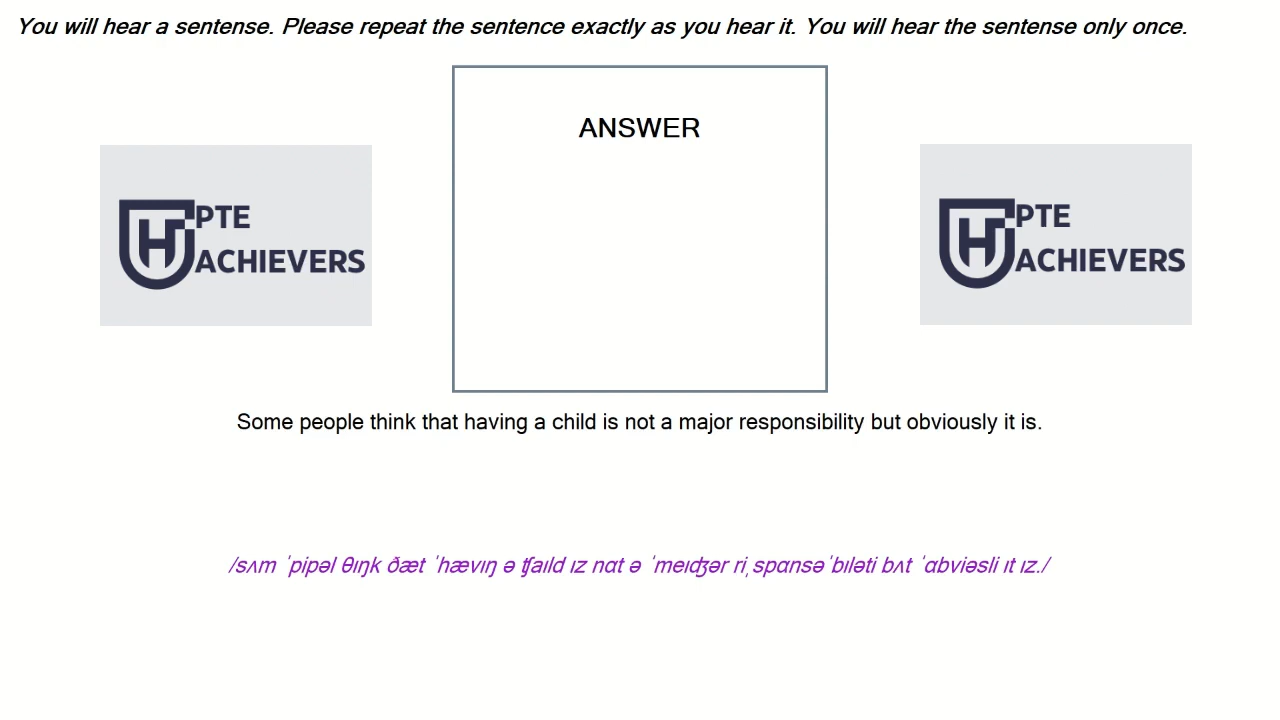 You will hear a sentence. Please repeat the sentence exactly as you hear it. You will hear the sentense only once.
ANSWER
PTE
ACHIEVERS
PTE
ACHIEVERS
Some people think that having a child is not a major responsibility but obviously it is.
/sʌm ˈpipəl θɪŋk ðæt ˈhævɪŋ ə ʧaɪld ɪz nɑt ə ˈmeɪʤər riˌspɑnsəˈbɪləti bʌt ˈɑbviəsli ɪt ɪz./